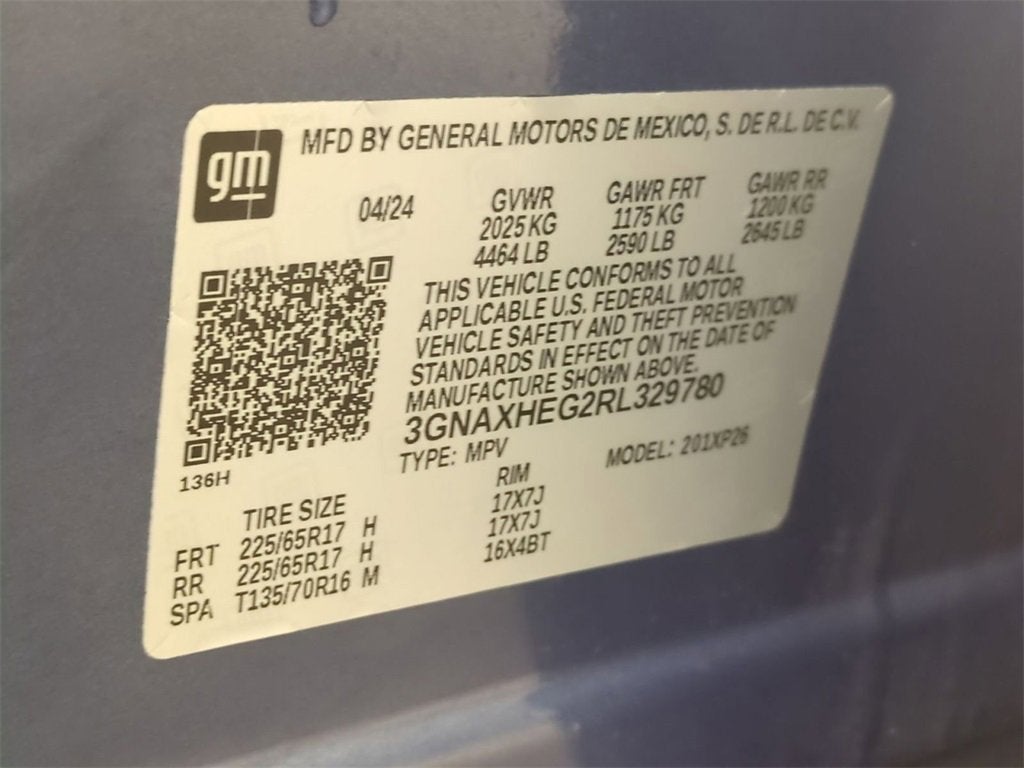 gm
MFD BY GENERAL MOTORS DE MEXICO, S. DE R.L. DE C.V.
04/24 GVWR GAWR FRT GAWR RR
2025 KG 1175 KG 1200 KG
4464 LB 2590 LB 2645 LB
THIS VEHICLE CONFORMS TO ALL
APPLICABLE U.S. FEDERAL MOTOR
VEHICLE SAFETY AND THEFT PREVENTION
STANDARDS IN EFFECT ON THE DATE OF
MANUFACTURE SHOWN ABOVE.
3GNAXHEG2RL329780
TYPE: MPV MODEL: 201XP26
136H
TIRE SIZE RIM
FRT 225/65R17 H 17X7J
RR 225/65R17 H 17X7J
SPA T135/70R16 M 16X4BT